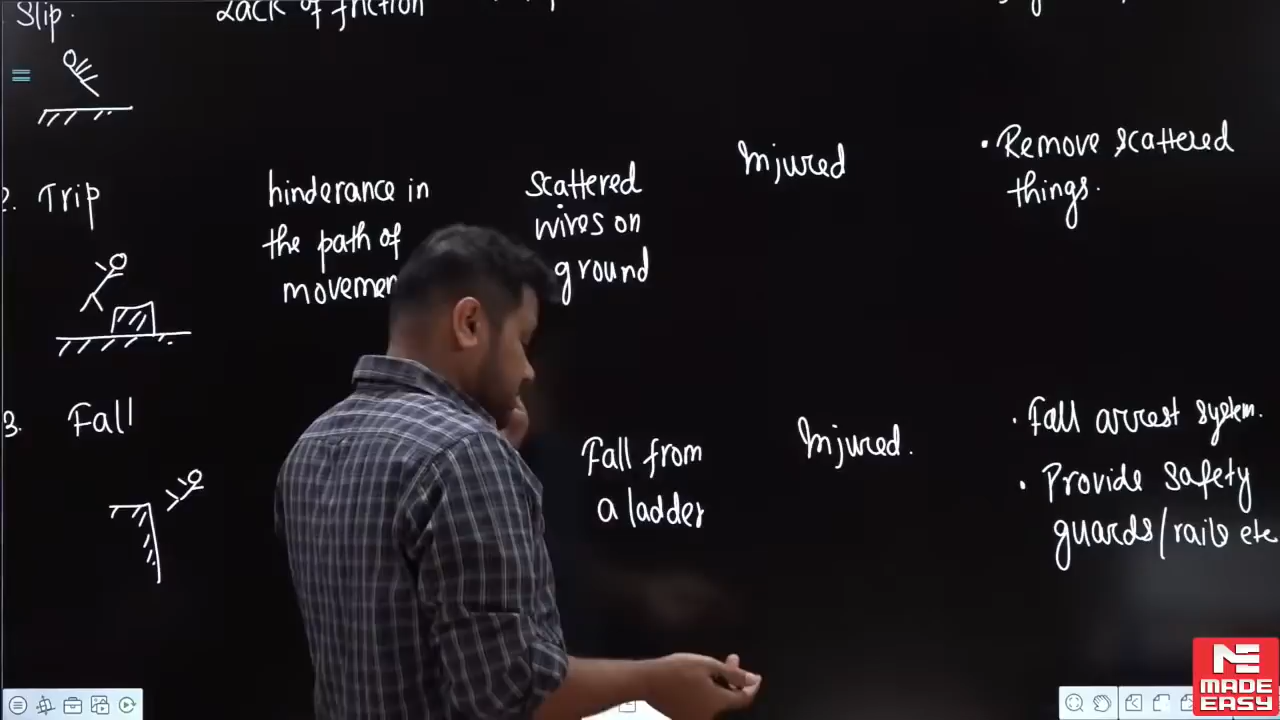 Slip.
Lack of friction
2. Trip
hinderance in
the path of
scattered
wires on
ground
Injured
• Remove scattered
things.
3. Fall
Fall from
a ladder
Injured.
• Fall arrest system.
• Provide safety
guards/rails etc
MADE
EASY